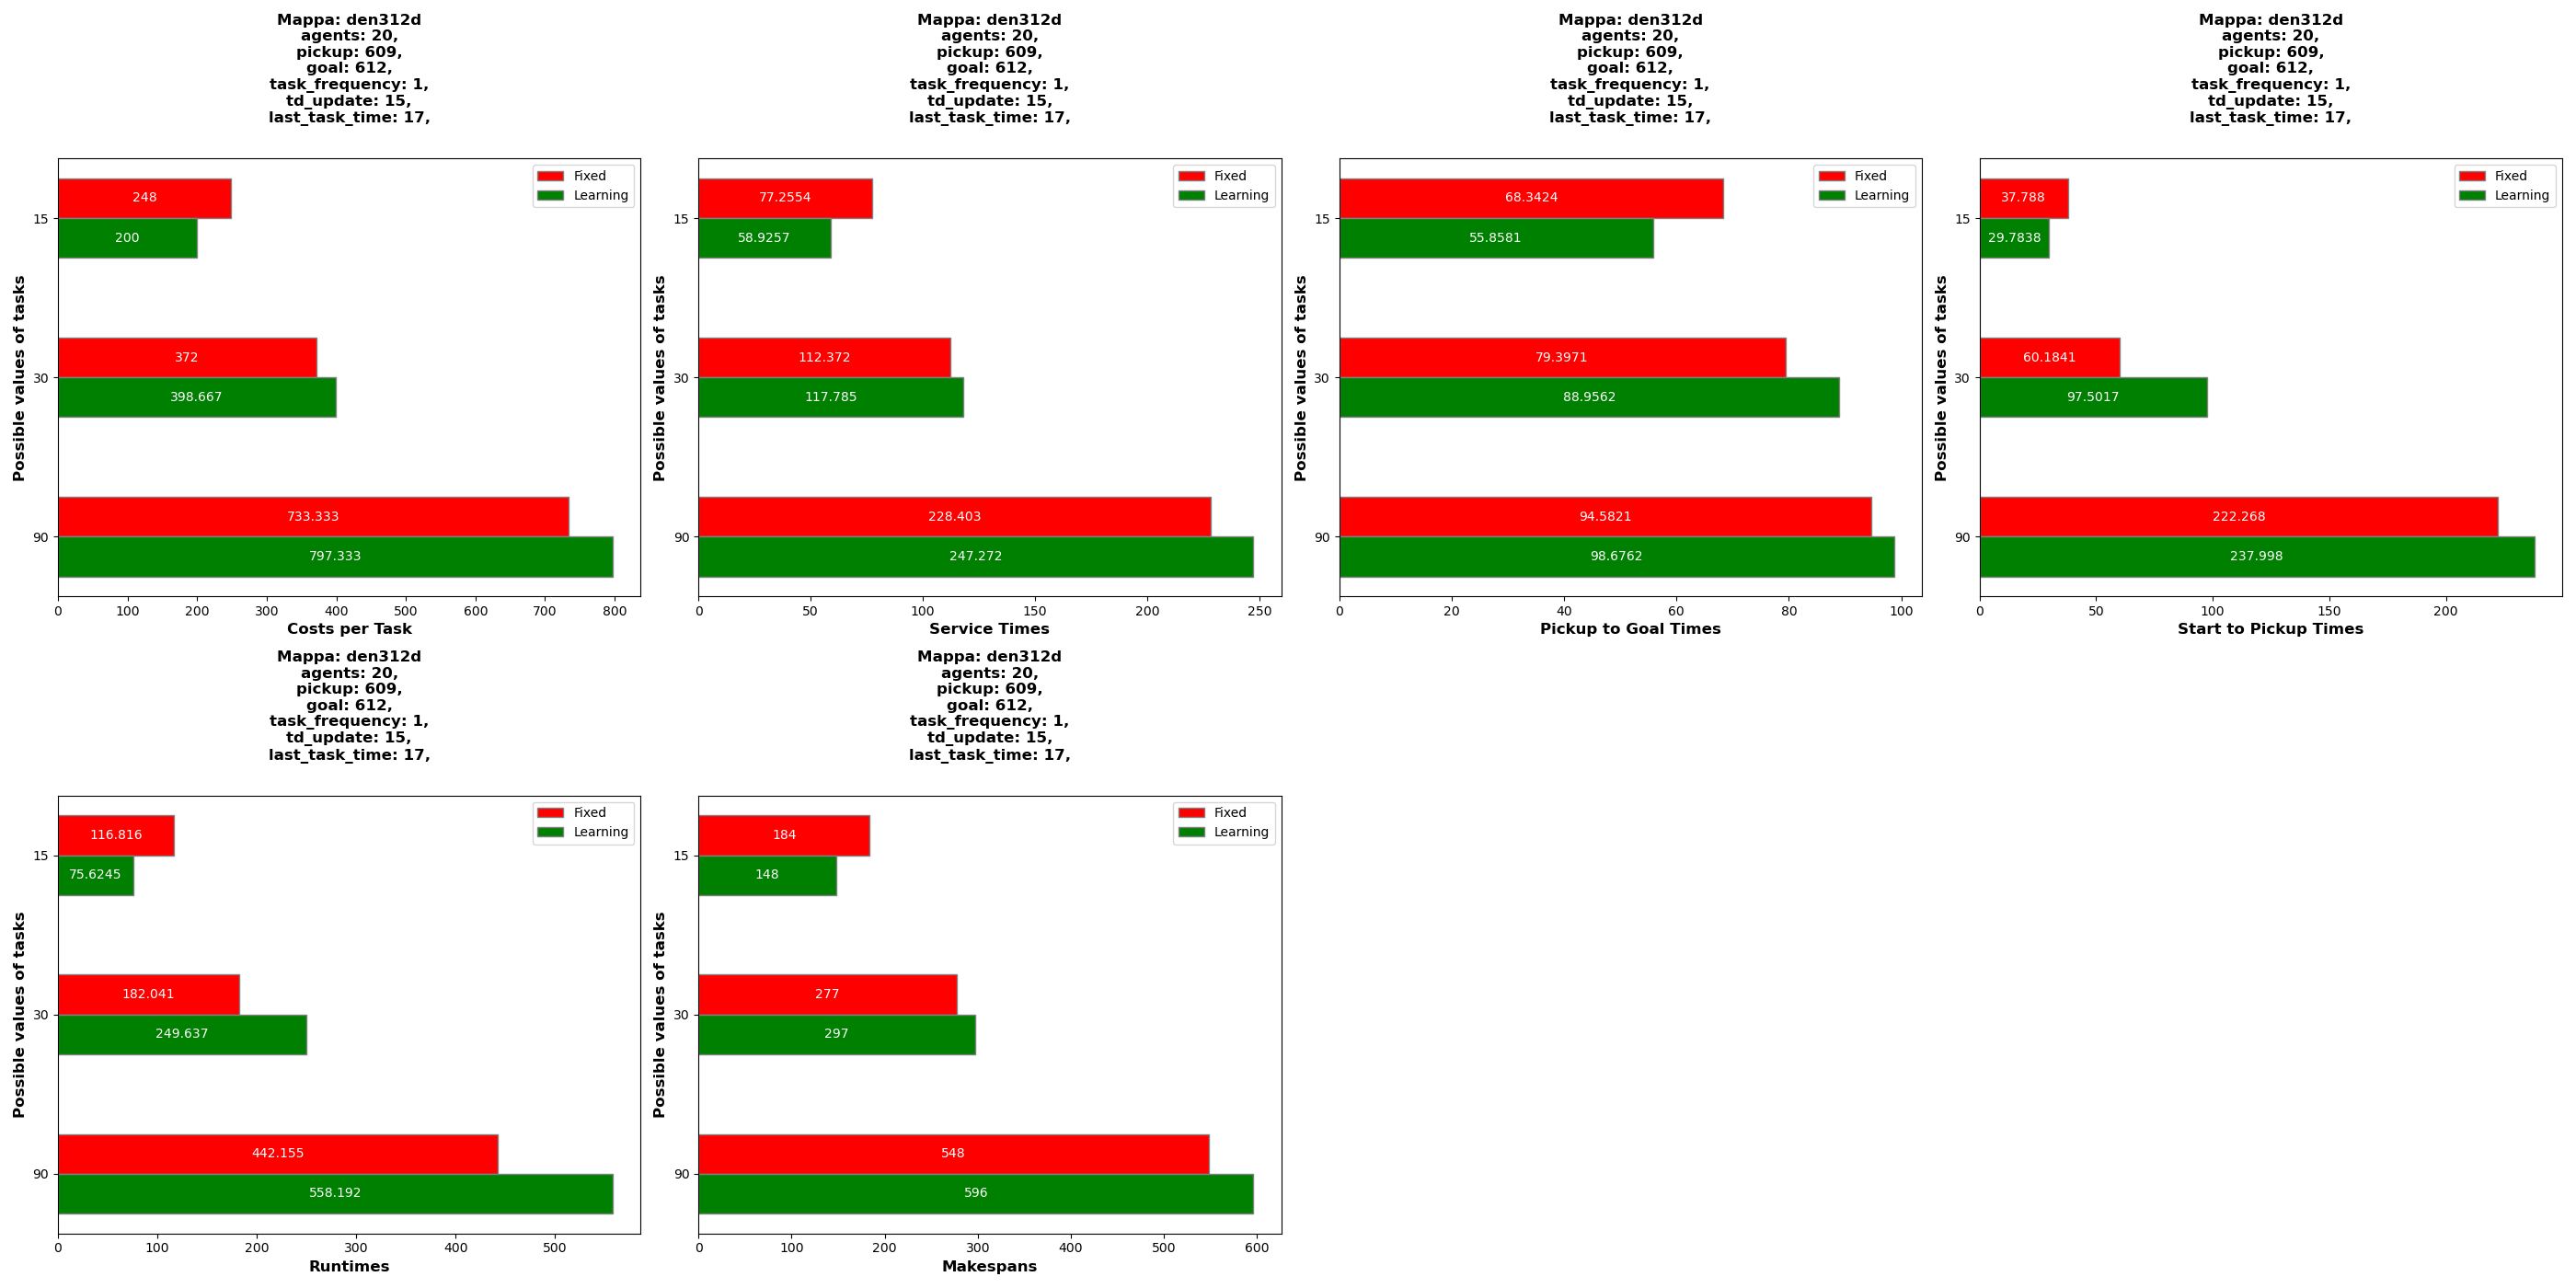 Mappa: den312d
agents: 20,
pickup: 609,
goal: 612,
task_frequency: 1,
td_update: 15,
last_task_time: 17,
Fixed
Learning
Possible values of tasks
15
30
90
248
200
372
398.667
733.333
797.333
0 100 200 300 400 500 600 700 800
Costs per Task
Mappa: den312d
agents: 20,
pickup: 609,
goal: 612,
task_frequency: 1,
td_update: 15,
last_task_time: 17,
Fixed
Learning
Possible values of tasks
15
30
90
77.2554
58.9257
112.372
117.785
228.403
247.272
0 50 100 150 200 250
Service Times
Mappa: den312d
agents: 20,
pickup: 609,
goal: 612,
task_frequency: 1,
td_update: 15,
last_task_time: 17,
Fixed
Learning
Possible values of tasks
15
30
90
68.3424
55.8581
79.3971
88.9562
94.5821
98.6762
0 20 40 60 80 100
Pickup to Goal Times
Mappa: den312d
agents: 20,
pickup: 609,
goal: 612,
task_frequency: 1,
td_update: 15,
last_task_time: 17,
Fixed
Learning
Possible values of tasks
15
30
90
37.788
29.7838
60.1841
97.5017
222.268
237.998
0 50 100 150 200
Start to Pickup Times
Mappa: den312d
agents: 20,
pickup: 609,
goal: 612,
task_frequency: 1,
td_update: 15,
last_task_time: 17,
Fixed
Learning
Possible values of tasks
15
30
90
116.816
75.6245
182.041
249.637
442.155
558.192
0 100 200 300 400 500
Runtimes
Mappa: den312d
agents: 20,
pickup: 609,
goal: 612,
task_frequency: 1,
td_update: 15,
last_task_time: 17,
Fixed
Learning
Possible values of tasks
15
30
90
184
148
277
297
548
596
0 100 200 300 400 500 600
Makespans